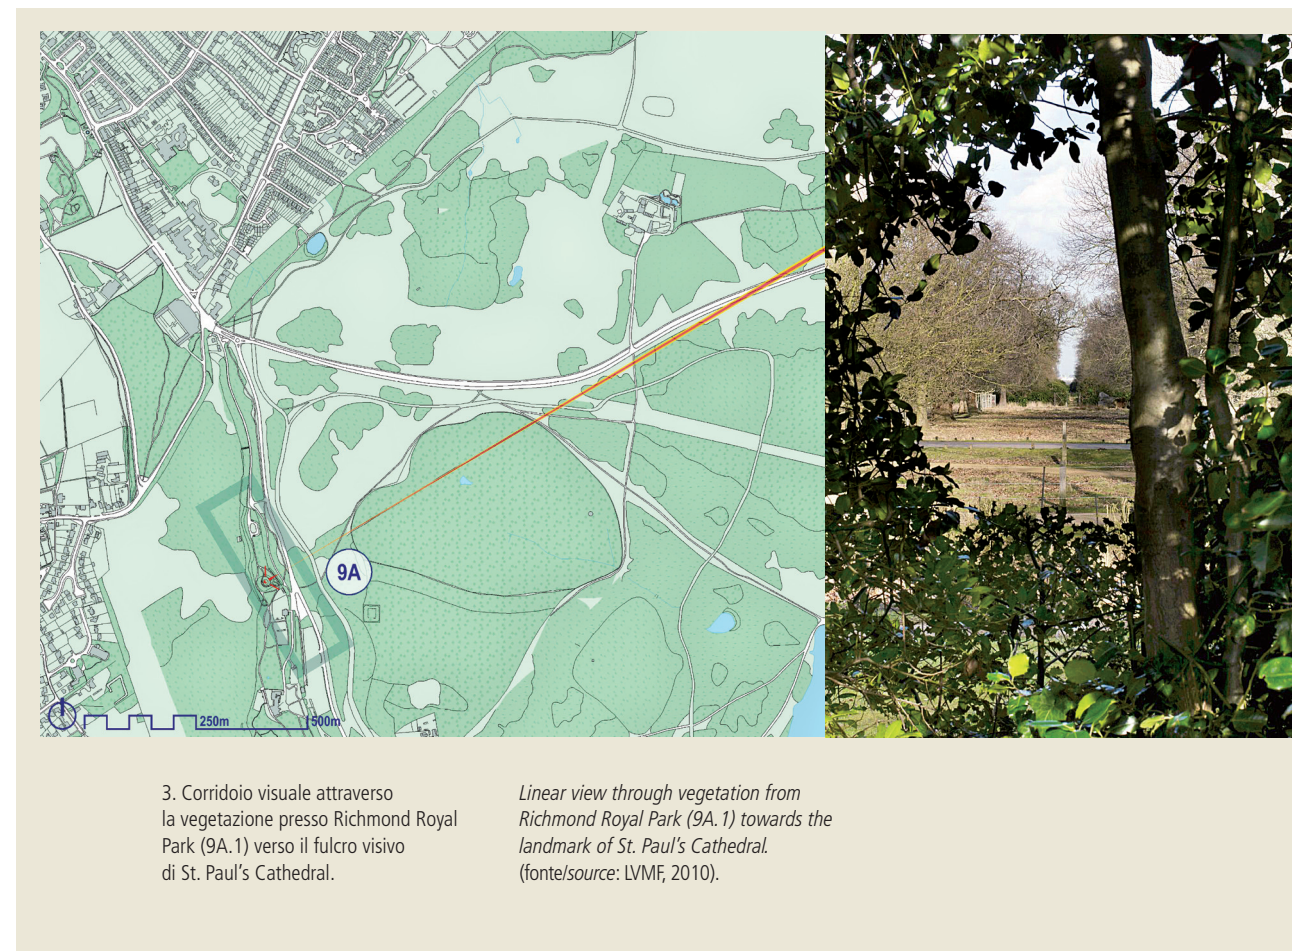 9A
250m
500m
3. Corridoio visuale attraverso
la vegetazione presso Richmond Royal
Park (9A.1) verso il fulcro visivo
di St. Paul's Cathedral.
Linear view through vegetation from
Richmond Royal Park (9A.1) towards the
landmark of St. Paul's Cathedral.
(fonte/source: LVMF, 2010).